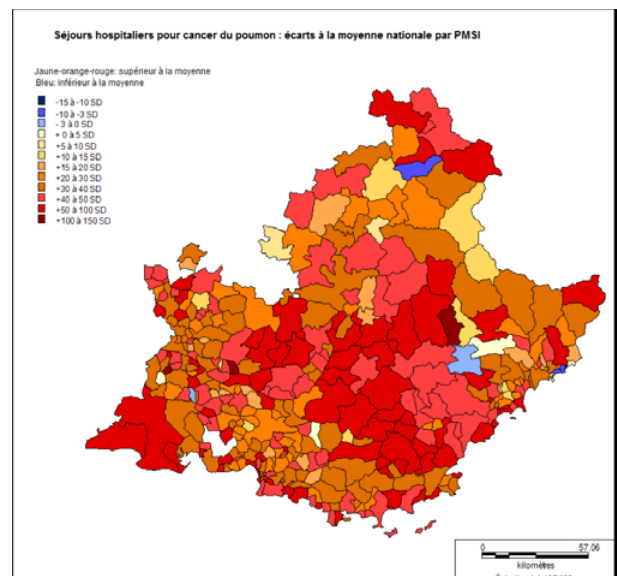 Séjours hospitaliers pour cancer du poumon : écarts à la moyenne nationale par PMSI
Jaune-orange-rouge: supérieur à la moyenne
Bleu: inférieur à la moyenne
-15 à -10 SD
-10 à -3 SD
- 3 à 0 SD
+ 0 à 5 SD
+5 à 10 SD
+10 à 15 SD
+15 à 20 SD
+20 à 30 SD
+30 à 40 SD
+40 à 50 SD
+50 à 100 SD
+100 à 150 SD
0 57,06
kilomètres